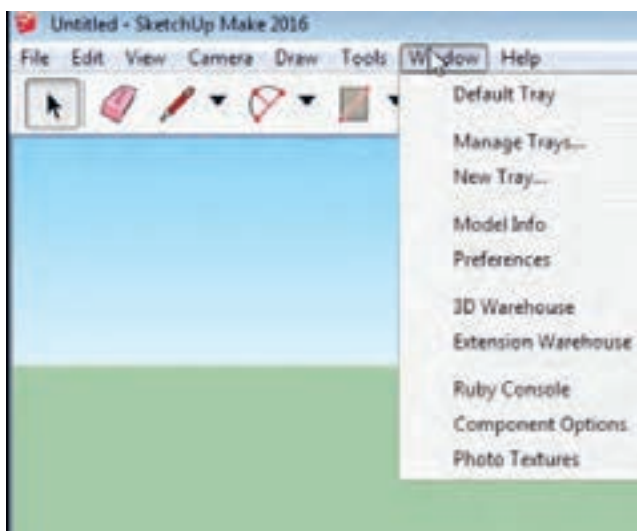 Untitled - SketchUp Make 2016
File Edit View Camera Draw Tools Window Help
Default Tray
Manage Trays...
New Tray...
Model Info
Preferences
3D Warehouse
Extension Warehouse
Ruby Console
Component Options
Photo Textures